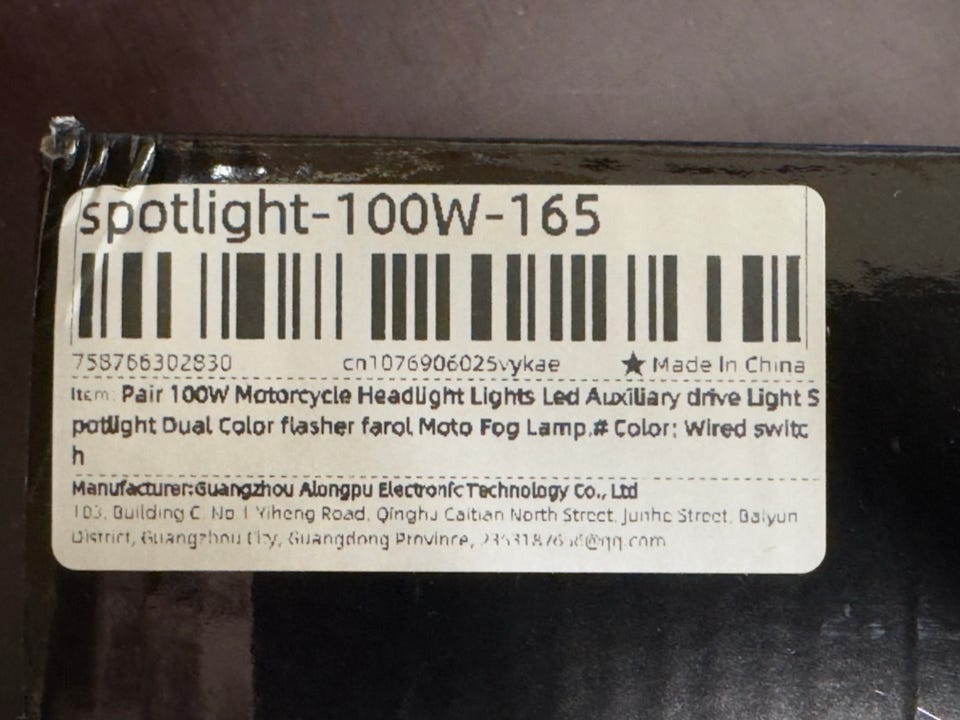 spotlight-100W-165
758766302830 cn1076906025vykae ★ Made In China
Item: Pair 100W Motorcycle Headlight Lights Led Auxiliary drive Light S
potlight Dual Color flasher farol Moto Fog Lamp,# Color: Wired switc
h
Manufacturer:Guangzhou Alongpu Electronic Technology Co., Ltd
103, Building C, No.1 Yiheng Road, Qinghu Caitian North Street, Junhe Street, Baiyun
District, Guangzhou City, Guangdong Province,